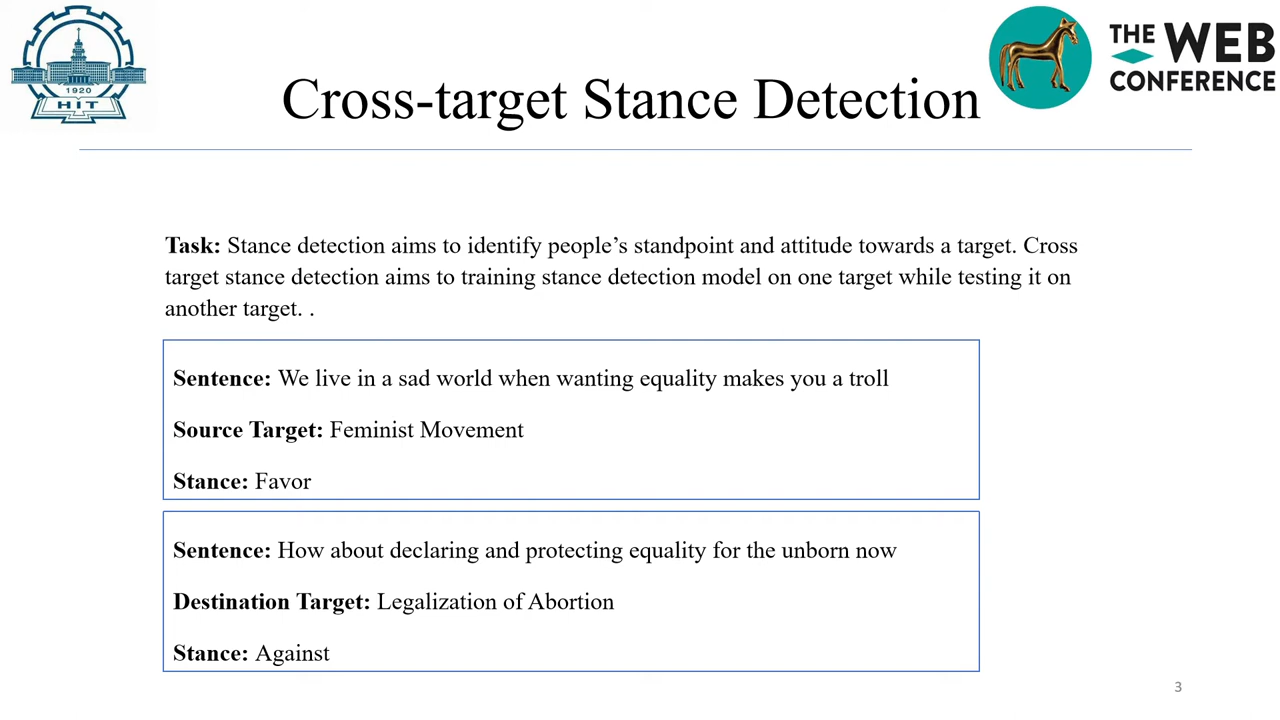 1920
HIT
THE WEB
CONFERENCE
Cross-target Stance Detection
Task: Stance detection aims to identify people’s standpoint and attitude towards a target. Cross
target stance detection aims to training stance detection model on one target while testing it on
another target. .
Sentence: We live in a sad world when wanting equality makes you a troll
Source Target: Feminist Movement
Stance: Favor
Sentence: How about declaring and protecting equality for the unborn now
Destination Target: Legalization of Abortion
Stance: Against
3